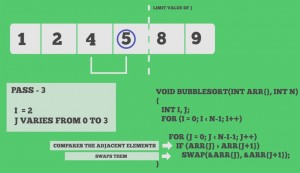 LIMIT VALUE OF J
1 2 4 5 8 9
PASS - 3
I = 2
J VARIES FROM 0 TO 3
VOID BUBBLESORT(INT ARR[], INT N)
{
INT I, J;
FOR (I = 0; I < N-1; I++)
FOR (J = 0; J < N-I-1; J++)
COMPARES THE ADJACENT ELEMENTS
IF (ARR[J] > ARR[J+1])
SWAPS THEM
SWAP(&ARR[J], &ARR[J+1]);
}